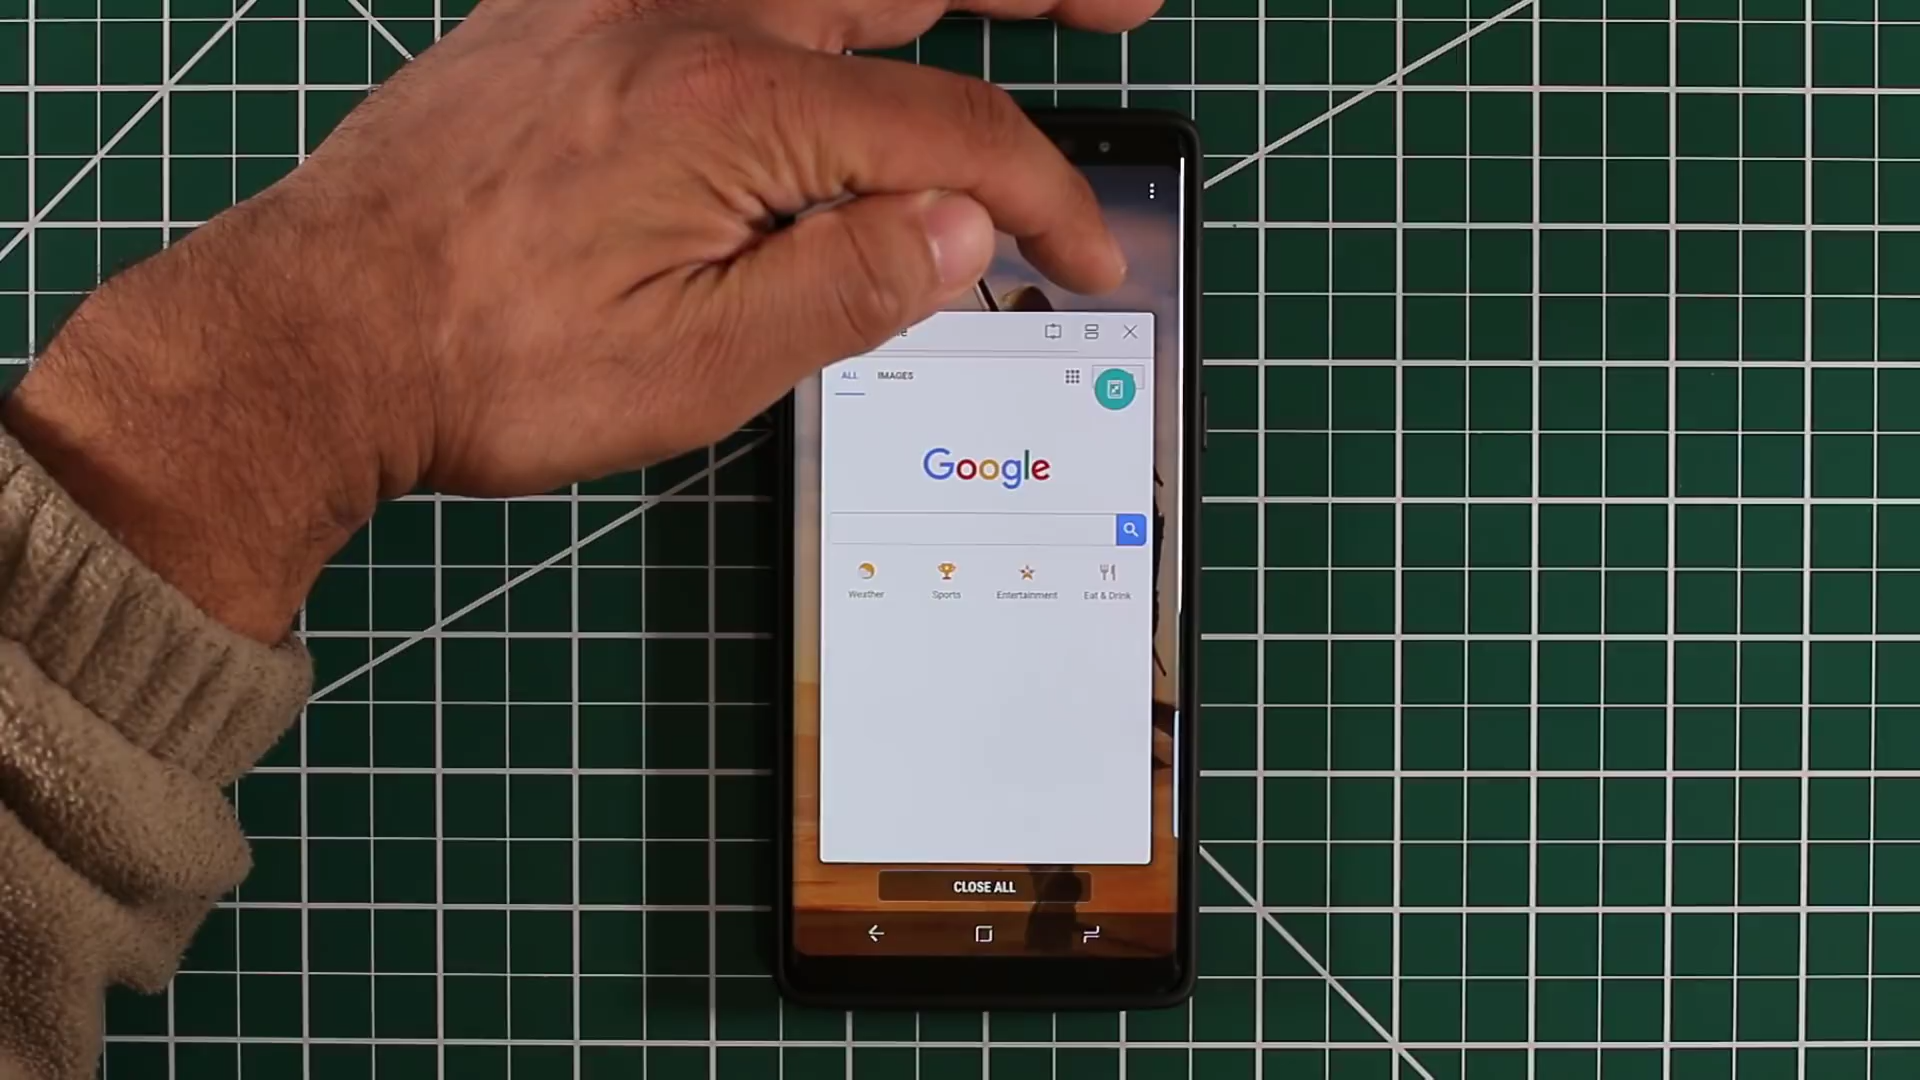 ALL IMAGES
Google
Weather Sports Entertainment Eat & Drink
CLOSE ALL